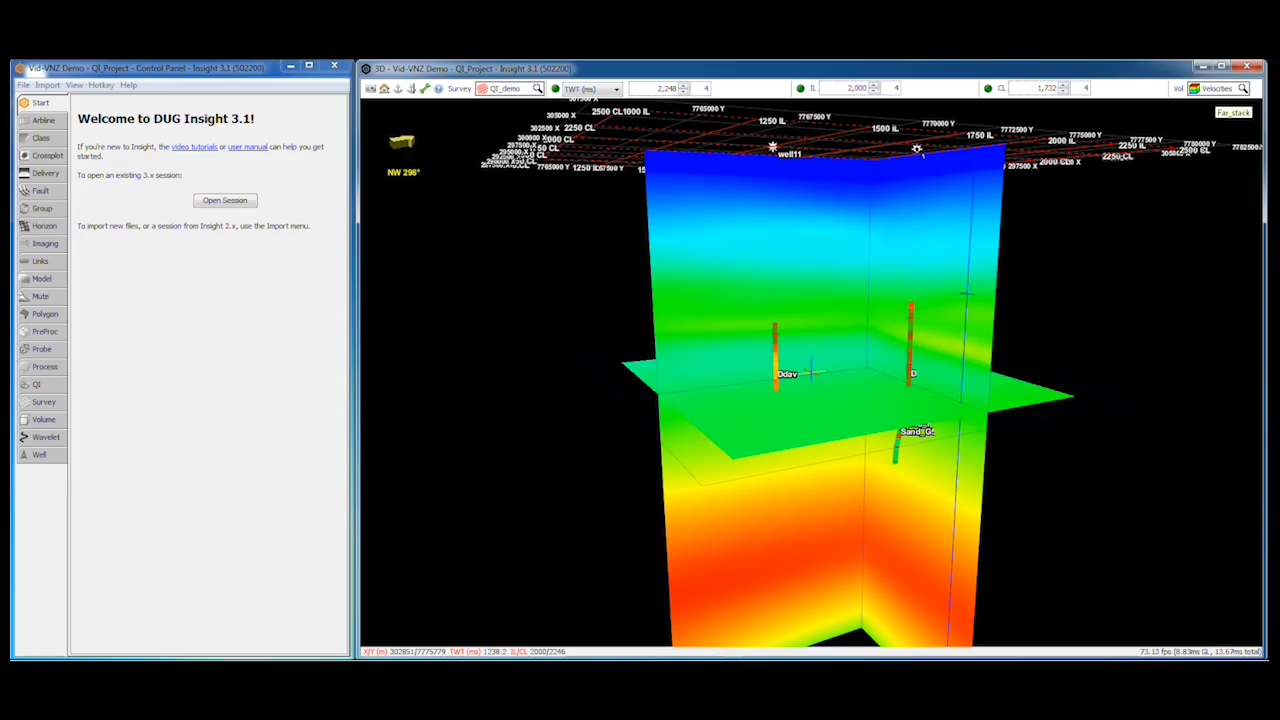 Vid-VNZ Demo - QI_Project - Control Panel - Insight 3.1 (502200)
File Import View Hotkey Help
Start
Arbline
Class
Crossplot
Delivery
Fault
Group
Horizon
Imaging
Links
Model
Mute
Polygon
PreProc
Probe
Process
QI
Survey
Volume
Wavelet
Well
Welcome to DUG Insight 3.1!
If you're new to Insight, the video tutorials or user manual can help you get
started.
To open an existing 3.x session:
Open Session
To import new files, or a session from Insight 2.x, use the Import menu.
3D - Vid-VNZ Demo - QI_Project - Insight 3.1 (502200)
Survey QI_demo TWT (ms) 2,248 4 IL 2,000 4 CL 1,732 4 Vol Velocities
Far_stack
NW 296°
305000 X 2500 CL 1000 IL 7765000 Y
302500 X 2250 CL 1250 IL 7767500 Y 1500 IL 7770000 Y 1750 IL 7772500 Y 7775000 Y 7777500 Y
2000 IL 2250 IL 7780000 Y 2500 CL 7782500
7765000 Y 1250 IL 2000 CL 2250 CL
well11
Ddav
D
Sand_G
X/Y (m) 302851/7775779 TWT (ms) 1238.2 IL/CL 2000/2246
73.13 fps (8.83ms GL, 13.67ms total)